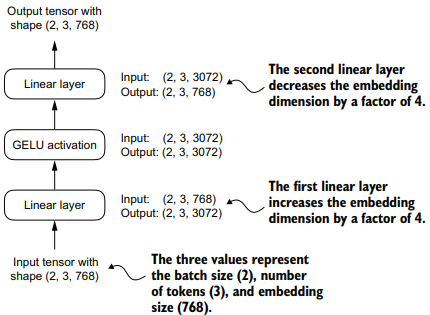 Output tensor with
shape (2, 3, 768)
Linear layer
Input: (2, 3, 3072)
Output: (2, 3, 768)
The second linear layer
decreases the embedding
dimension by a factor of 4.
GELU activation
Input: (2, 3, 3072)
Output: (2, 3, 3072)
Linear layer
Input: (2, 3, 768)
Output: (2, 3, 3072)
The first linear layer
increases the embedding
dimension by a factor of 4.
Input tensor with
shape (2, 3, 768)
The three values represent
the batch size (2), number
of tokens (3), and embedding
size (768).